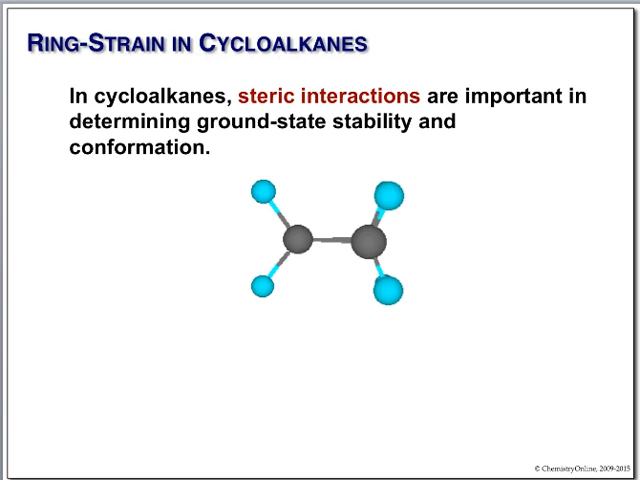 RING-STRAIN IN CYCLOALKANES
In cycloalkanes, steric interactions are important in
determining ground-state stability and
conformation.
© ChemistryOnline, 2009-2015